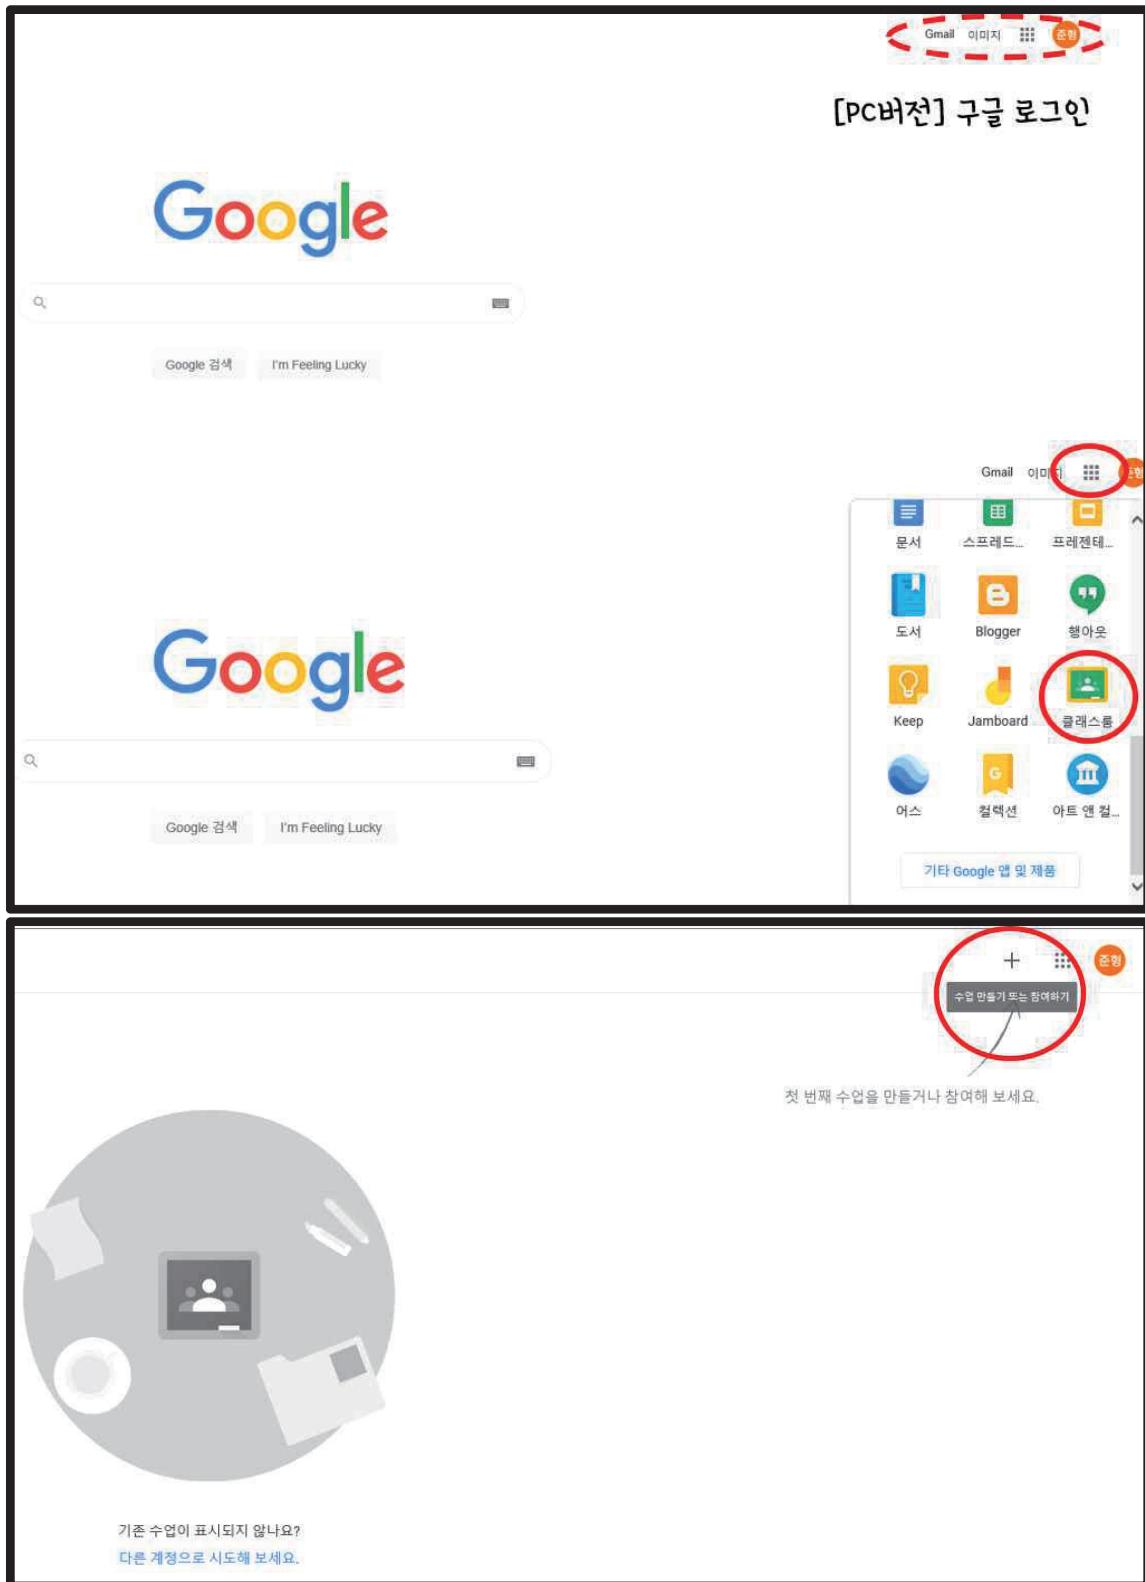 Gmail 이미지 준형
[PC버전] 구글 로그인
Google
Google 검색 I'm Feeling Lucky
Gmail 이미지 준형
문서 스프레드... 프레젠테...
도서 Blogger 행아웃
Google
Keep Jamboard 클래스룸
G
어스 컬렉션 아트 앤 컬...
Google 검색 I'm Feeling Lucky
기타 Google 앱 및 제품
+ 준형
수업 만들기 또는 참여하기
첫 번째 수업을 만들거나 참여해 보세요.
기존 수업이 표시되지 않나요?
다른 계정으로 시도해 보세요.